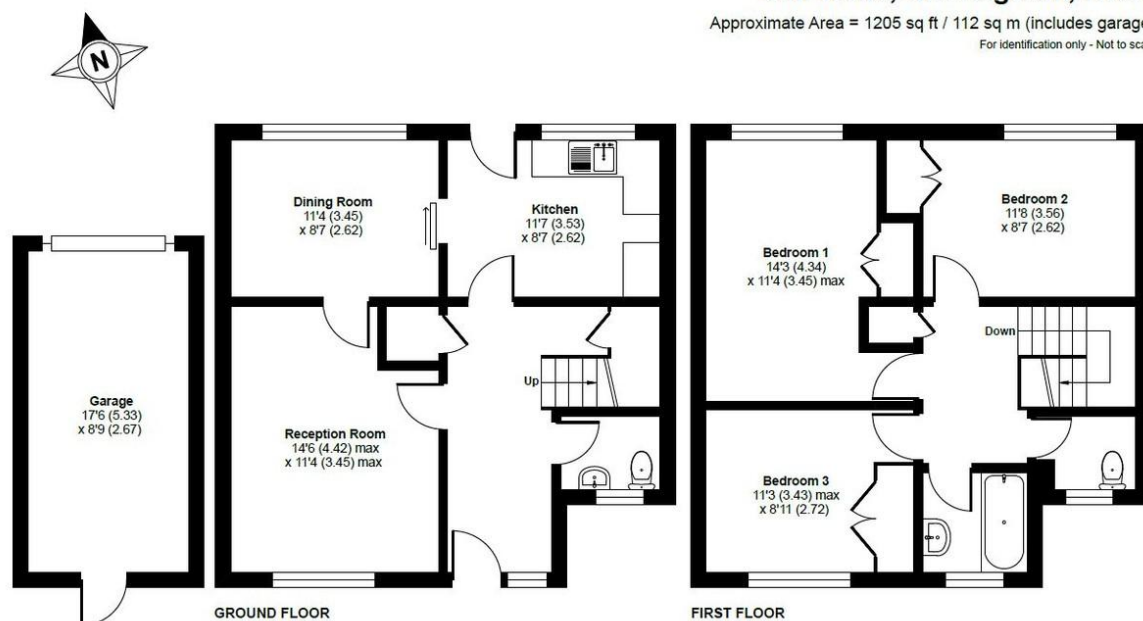 Approximate Area = 1205 sq ft / 112 sq m (includes garage
For identification only - Not to sca
N
Dining Room
11'4 (3.45)
x 8'7 (2.62)
Kitchen
11'7 (3.53)
x 8'7 (2.62)
Bedroom 2
11'8 (3.56)
x 8'7 (2.62)
Bedroom 1
14'3 (4.34)
x 11'4 (3.45) max
Down
Up
Garage
17'6 (5.33)
x 8'9 (2.67)
Reception Room
14'6 (4.42) max
x 11'4 (3.45) max
Bedroom 3
11'3 (3.43) max
x 8'11 (2.72)
GROUND FLOOR
FIRST FLOOR